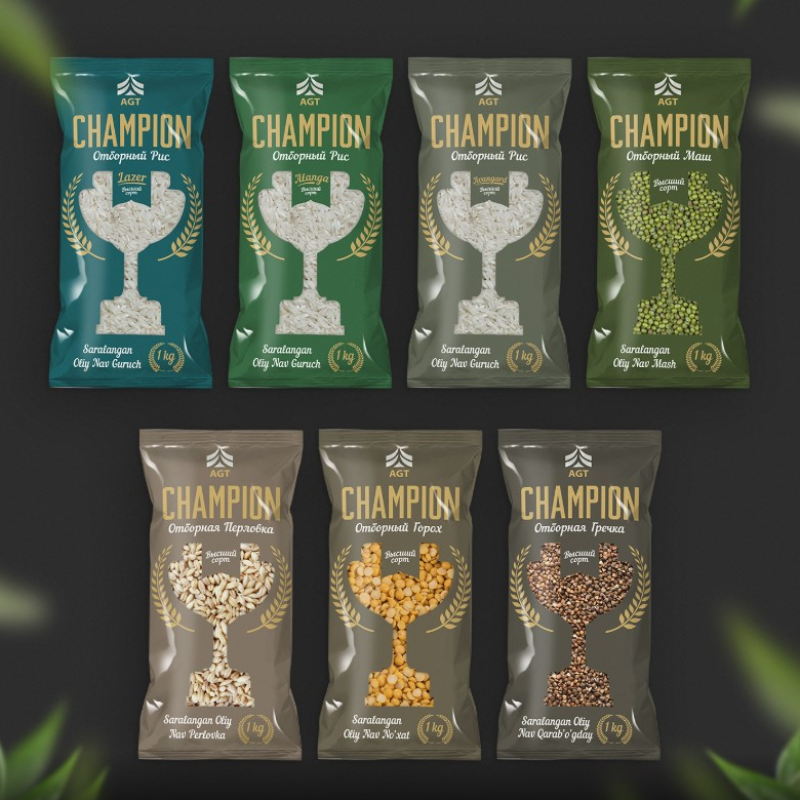 AGT
CHAMPION
Отборный Рис
Lazer
Высший
сорт
Saralangan
Oliy Nav Guruch
1 kg
AGT
CHAMPION
Отборный Рис
Alanga
Высший
сорт
Saralangan
Oliy Nav Guruch
1 kg
AGT
CHAMPION
Отборный Рис
Высший
сорт
Saralangan
Oliy Nav Guruch
1 kg
AGT
CHAMPION
Отборный Маш
Высший
сорт
Saralangan
Oliy Nav Mash
1 kg
AGT
CHAMPION
Отборная Перловка
Высший
сорт
Saralangan Oliy
Nav Perlovka
1 kg
AGT
CHAMPION
Отборный Горох
Высший
сорт
Saralangan
Oliy Nav No'xat
1 kg
AGT
CHAMPION
Отборная Гречка
Высший
сорт
Saralangan Oliy
Nav Qarab'o'gday
1 kg